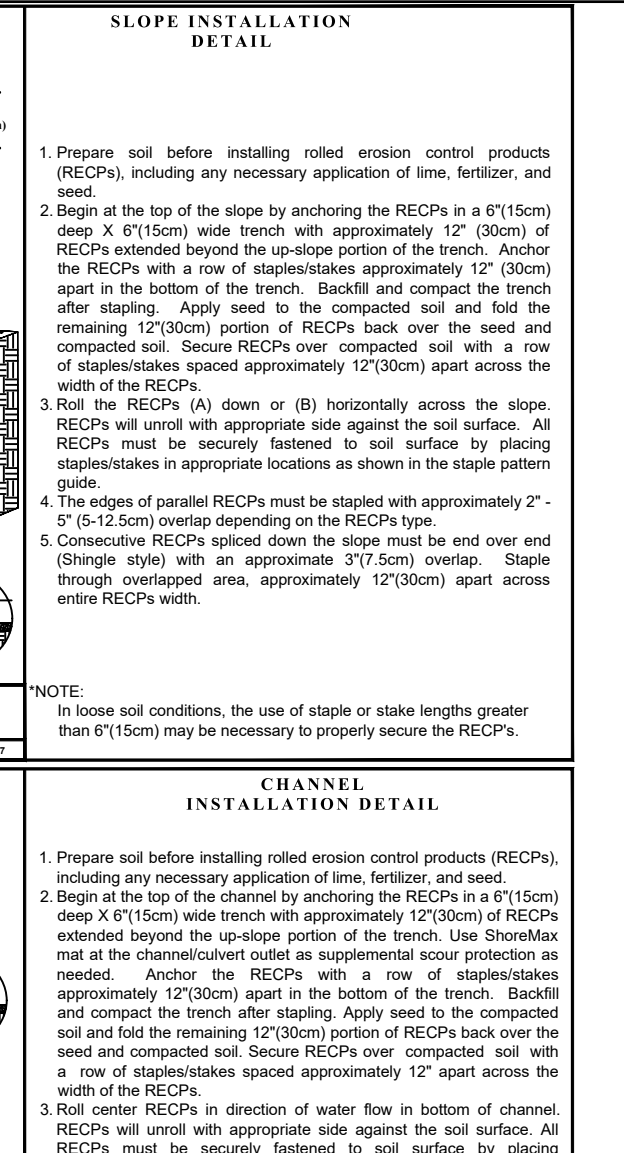 SLOPE INSTALLATION
DETAIL
)
1. Prepare soil before installing rolled erosion control products
(RECPs), including any necessary application of lime, fertilizer, and
seed.
2. Begin at the top of the slope by anchoring the RECPs in a 6"(15cm)
deep X 6"(15cm) wide trench with approximately 12" (30cm) of
RECPs extended beyond the up-slope portion of the trench. Anchor
the RECPs with a row of staples/stakes approximately 12" (30cm)
apart in the bottom of the trench. Backfill and compact the trench
after stapling. Apply seed to the compacted soil and fold the
remaining 12"(30cm) portion of RECPs back over the seed and
compacted soil. Secure RECPs over compacted soil with a row
of staples/stakes spaced approximately 12"(30cm) apart across the
width of the RECPs.
3. Roll the RECPs (A) down or (B) horizontally across the slope.
RECPs will unroll with appropriate side against the soil surface. All
RECPs must be securely fastened to soil surface by placing
staples/stakes in appropriate locations as shown in the staple pattern
guide.
4. The edges of parallel RECPs must be stapled with approximately 2" -
5" (5-12.5cm) overlap depending on the RECPs type.
5. Consecutive RECPs spliced down the slope must be end over end
(Shingle style) with an approximate 3"(7.5cm) overlap. Staple
through overlapped area, approximately 12"(30cm) apart across
entire RECPs width.
*NOTE:
In loose soil conditions, the use of staple or stake lengths greater
than 6"(15cm) may be necessary to properly secure the RECP's.
7
CHANNEL
INSTALLATION DETAIL
1. Prepare soil before installing rolled erosion control products (RECPs),
including any necessary application of lime, fertilizer, and seed.
2. Begin at the top of the channel by anchoring the RECPs in a 6"(15cm)
deep X 6"(15cm) wide trench with approximately 12"(30cm) of RECPs
extended beyond the up-slope portion of the trench. Use ShoreMax
mat at the channel/culvert outlet as supplemental scour protection as
needed. Anchor the RECPs with a row of staples/stakes
approximately 12"(30cm) apart in the bottom of the trench. Backfill
and compact the trench after stapling. Apply seed to the compacted
soil and fold the remaining 12"(30cm) portion of RECPs back over the
seed and compacted soil. Secure RECPs over compacted soil with
a row of staples/stakes spaced approximately 12" apart across the
width of the RECPs.
3. Roll center RECPs in direction of water flow in bottom of channel.
RECPs will unroll with appropriate side against the soil surface. All
RECPs must be securely fastened to soil surface by placing